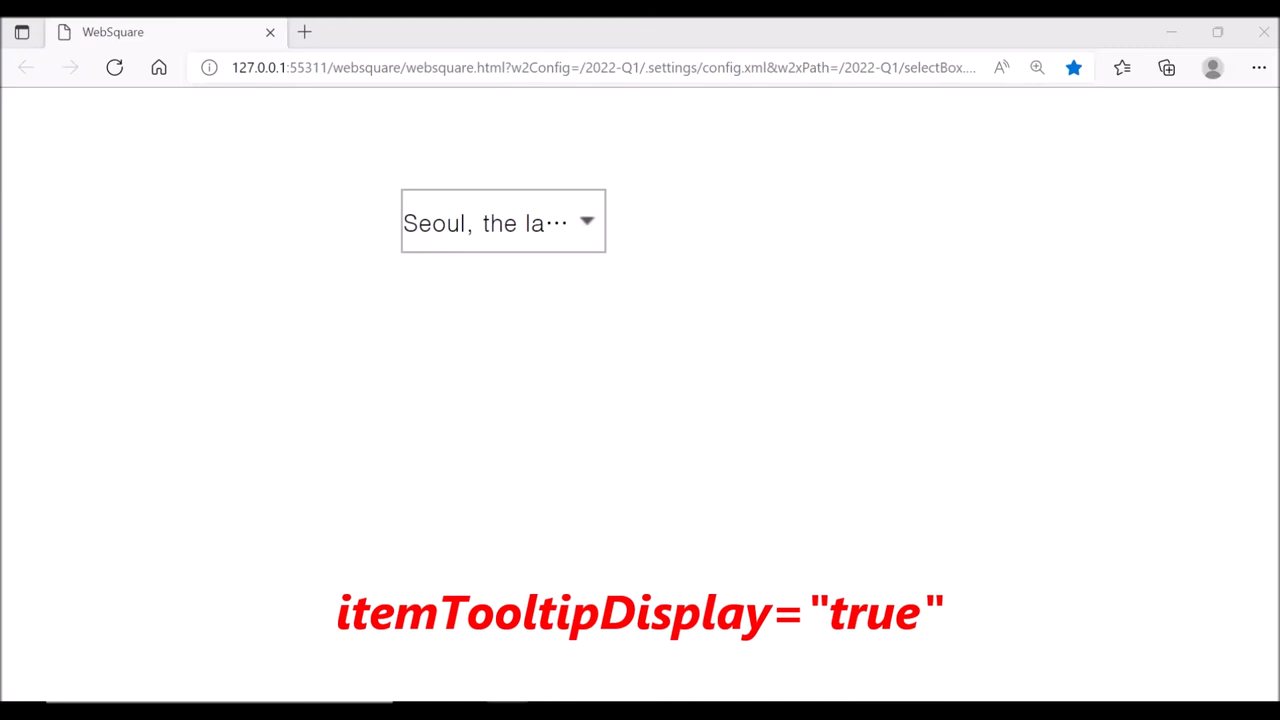 WebSquare
127.0.0.1:55311/websquare/websquare.html?w2Config=/2022-Q1/.settings/config.xml&w2xPath=/2022-Q1/selectBox....
Seoul, the la…
itemTooltipDisplay="true"